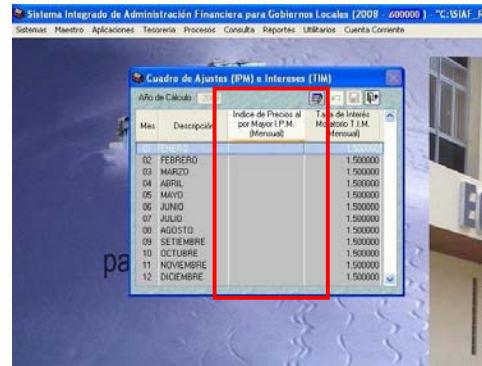 Sistema Integrado de Administración Financiera para Gobiernos Locales (2008 - 600000 ) - "C:\SIAF_R
Sistemas Maestro Aplicaciones Tesoreria Procesos Consulta Reportes Utilitarios Cuenta Corriente
Cuadro de Ajustes (IPM) e Intereses (TIM)
Año de Cálculo
Mes Descripción Indice de Precios al por Mayor I.P.M. (Mensual) Tasa de Interés Moratorio T.I.M. (Mensual)
01 ENERO 1.500000
02 FEBRERO 1.500000
03 MARZO 1.500000
04 ABRIL 1.500000
05 MAYO 1.500000
06 JUNIO 1.500000
07 JULIO 1.500000
08 AGOSTO 1.500000
09 SETIEMBRE 1.500000
10 OCTUBRE 1.500000
11 NOVIEMBRE 1.500000
12 DICIEMBRE 1.500000
pa